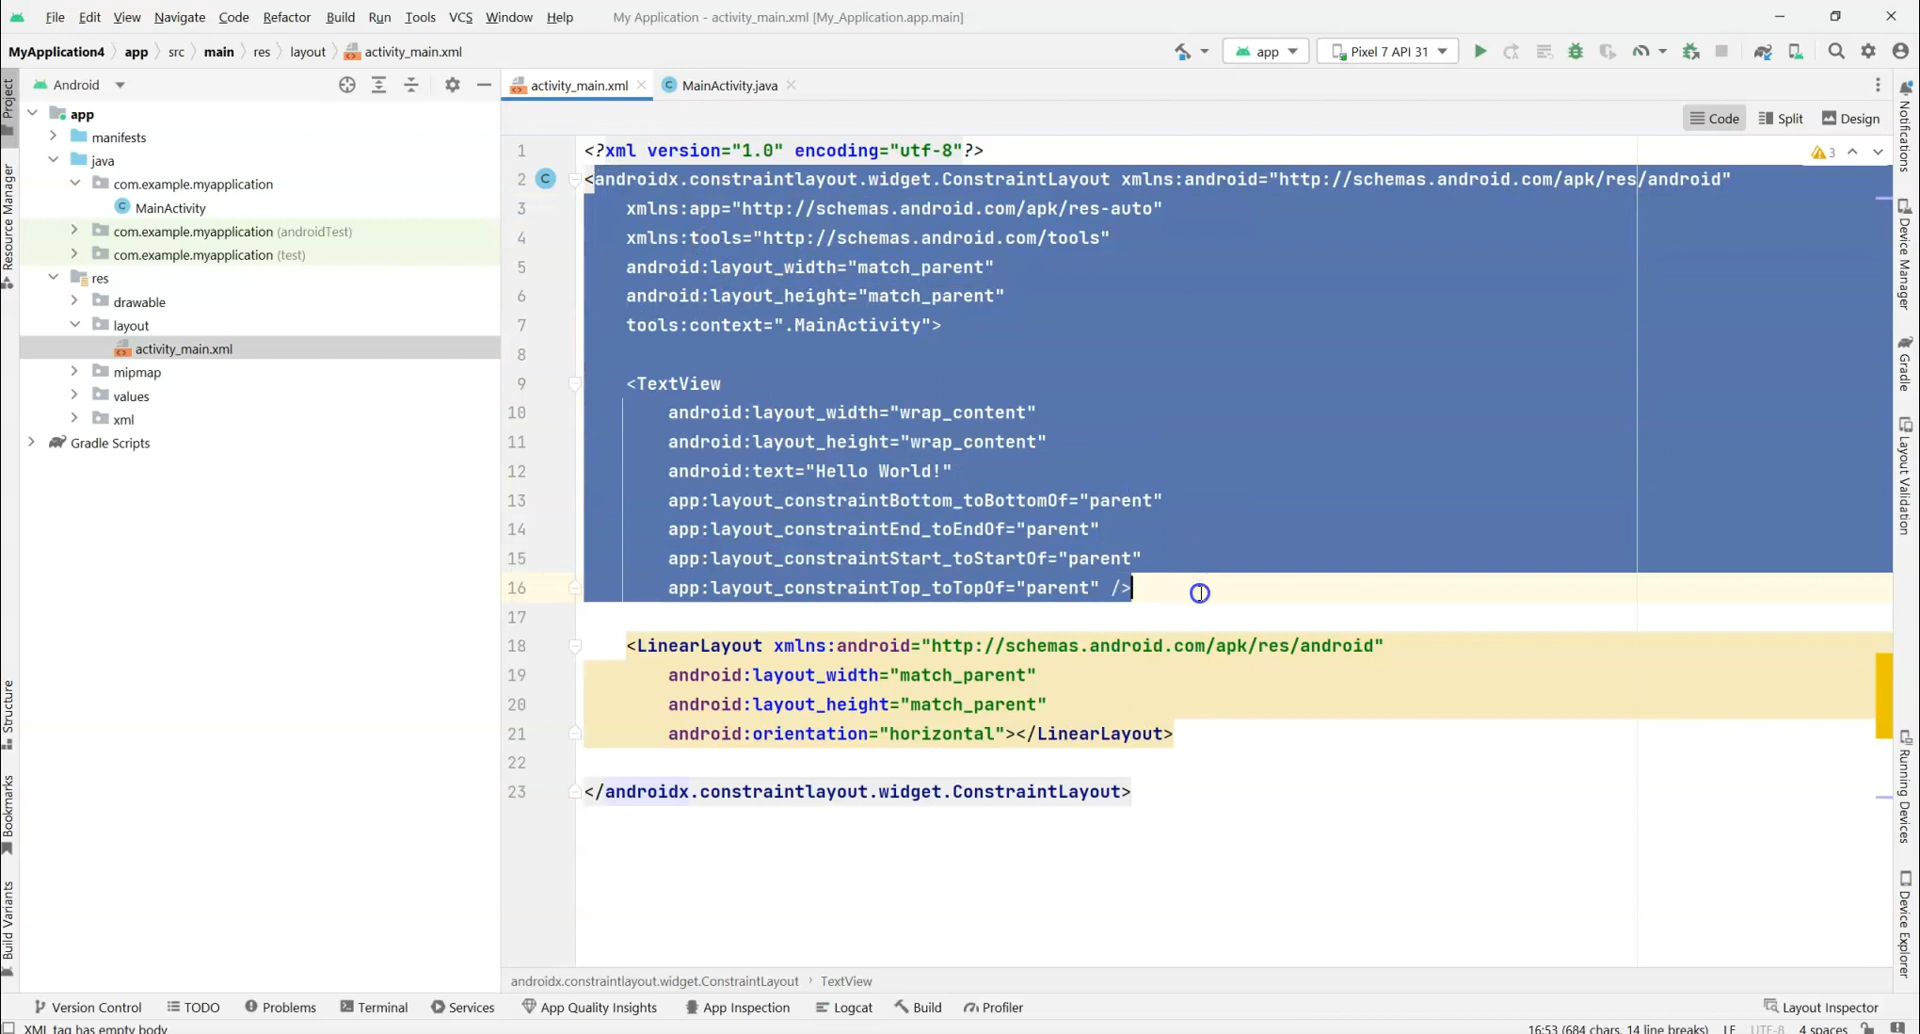 File Edit View Navigate Code Refactor Build Run Tools VCS Window Help My Application - activity_main.xml [My_Application.app.main]
MyApplication4 app src main res layout activity_main.xml app Pixel 7 API 31
Android activity_main.xml MainActivity.java
Code Split Design
app
manifests
java
com.example.myapplication
MainActivity
com.example.myapplication (androidTest)
com.example.myapplication (test)
res
drawable
layout
activity_main.xml
mipmap
values
xml
Gradle Scripts
Project
Resource Manager
Structure
Bookmarks
Build Variants
1 <?xml version="1.0" encoding="utf-8"?>
3
2 C <androidx.constraintlayout.widget.ConstraintLayout xmlns:android="http://schemas.android.com/apk/res/android"
3 xmlns:app="http://schemas.android.com/apk/res-auto"
4 xmlns:tools="http://schemas.android.com/tools"
5 android:layout_width="match_parent"
6 android:layout_height="match_parent"
7 tools:context=".MainActivity">
8
9 <TextView
10 android:layout_width="wrap_content"
11 android:layout_height="wrap_content"
12 android:text="Hello World!"
13 app:layout_constraintBottom_toBottomOf="parent"
14 app:layout_constraintEnd_toEndOf="parent"
15 app:layout_constraintStart_toStartOf="parent"
16 app:layout_constraintTop_toTopOf="parent" />
17
18 <LinearLayout xmlns:android="http://schemas.android.com/apk/res/android"
19 android:layout_width="match_parent"
20 android:layout_height="match_parent"
21 android:orientation="horizontal"></LinearLayout>
22
23 </androidx.constraintlayout.widget.ConstraintLayout>
Notifications
Device Manager
Gradle
Layout Validation
Running Devices
Device Explorer
androidx.constraintlayout.widget.ConstraintLayout TextView
Version Control TODO Problems Terminal Services App Quality Insights App Inspection Logcat Build Profiler Layout Inspector
XML tag has empty body 16:53 (684 chars, 14 line breaks) LF UTF-8 4 spaces